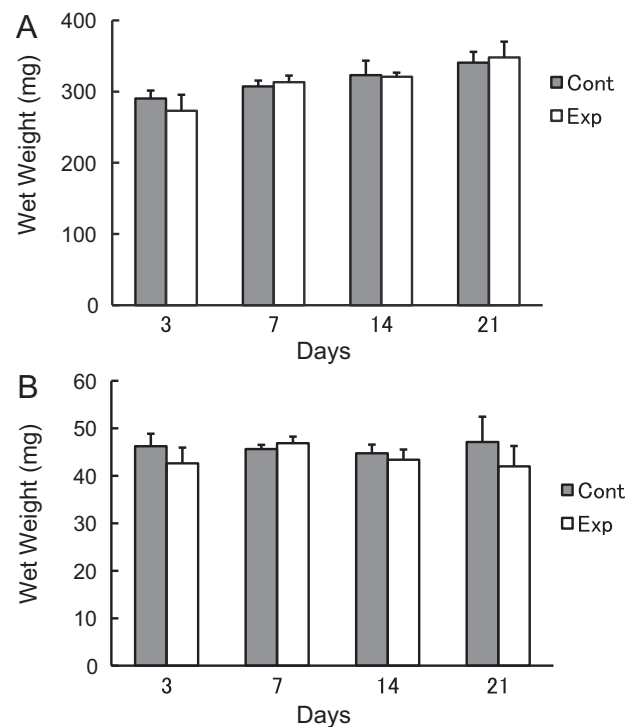 A
400
300
200
100
0
Wet Weight (mg)
3 7 14 21
Days
Cont
Exp
B
60
50
40
30
20
10
0
Wet Weight (mg)
3 7 14 21
Days
Cont
Exp